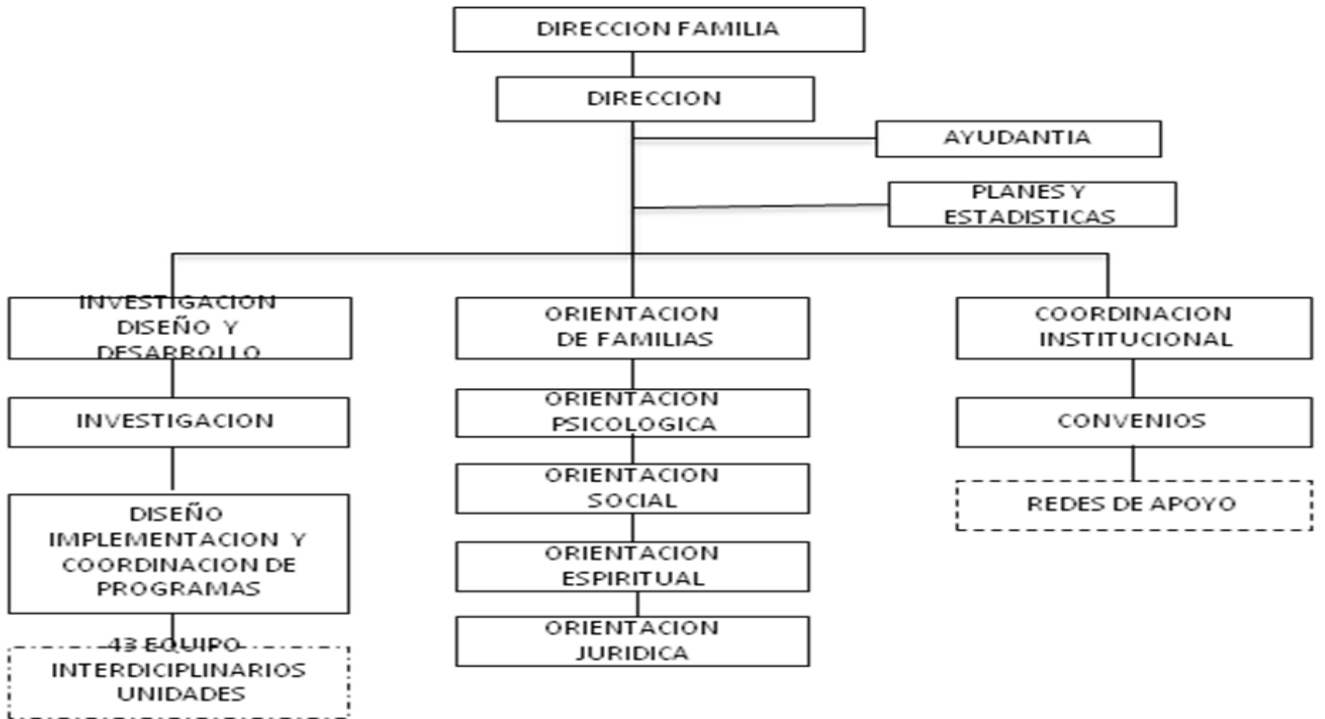 DIRECCION FAMILIA
DIRECCION
AYUDANTIA
PLANES Y
ESTADISTICAS
INVESTIGACION
DISEÑO Y
DESARROLLO
INVESTIGACION
DISEÑO
IMPLEMENTACION Y
COORDINACION DE
PROGRAMAS
43 EQUIPO
INTERDICIPLINARIOS
UNIDADES
ORIENTACION
DE FAMILIAS
ORIENTACION
PSICOLOGICA
ORIENTACION
SOCIAL
ORIENTACION
ESPIRITUAL
ORIENTACION
JURIDICA
COORDINACION
INSTITUCIONAL
CONVENIOS
REDES DE APOYO